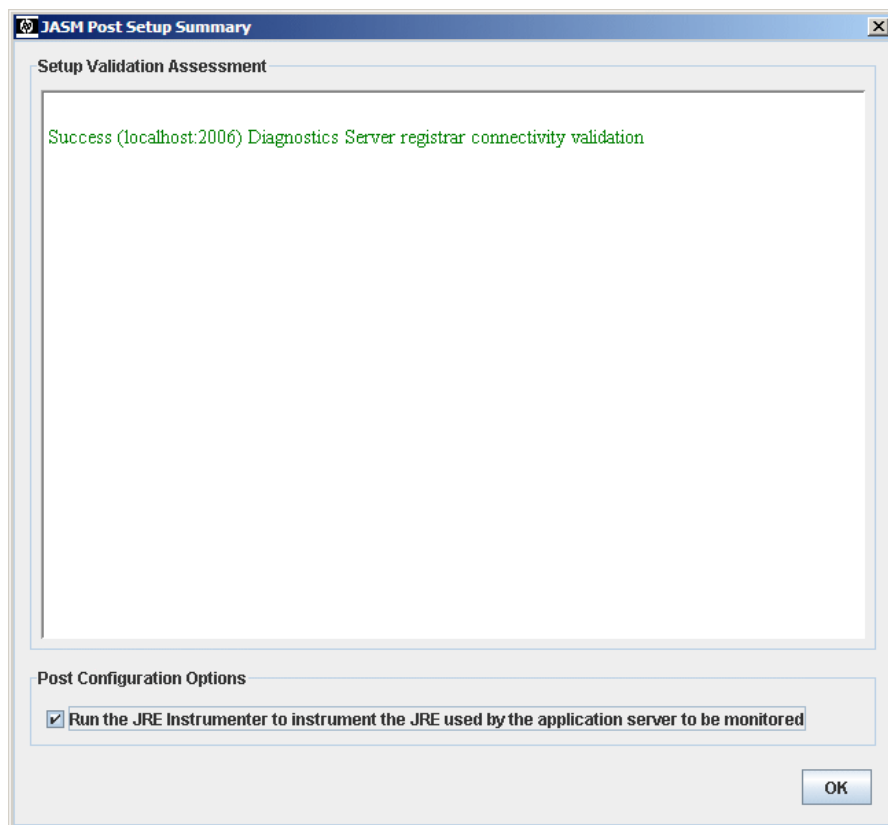 JASM Post Setup Summary
Setup Validation Assessment
Success (localhost:2006) Diagnostics Server registrar connectivity validation
Post Configuration Options
Run the JRE Instrumenter to instrument the JRE used by the application server to be monitored
OK